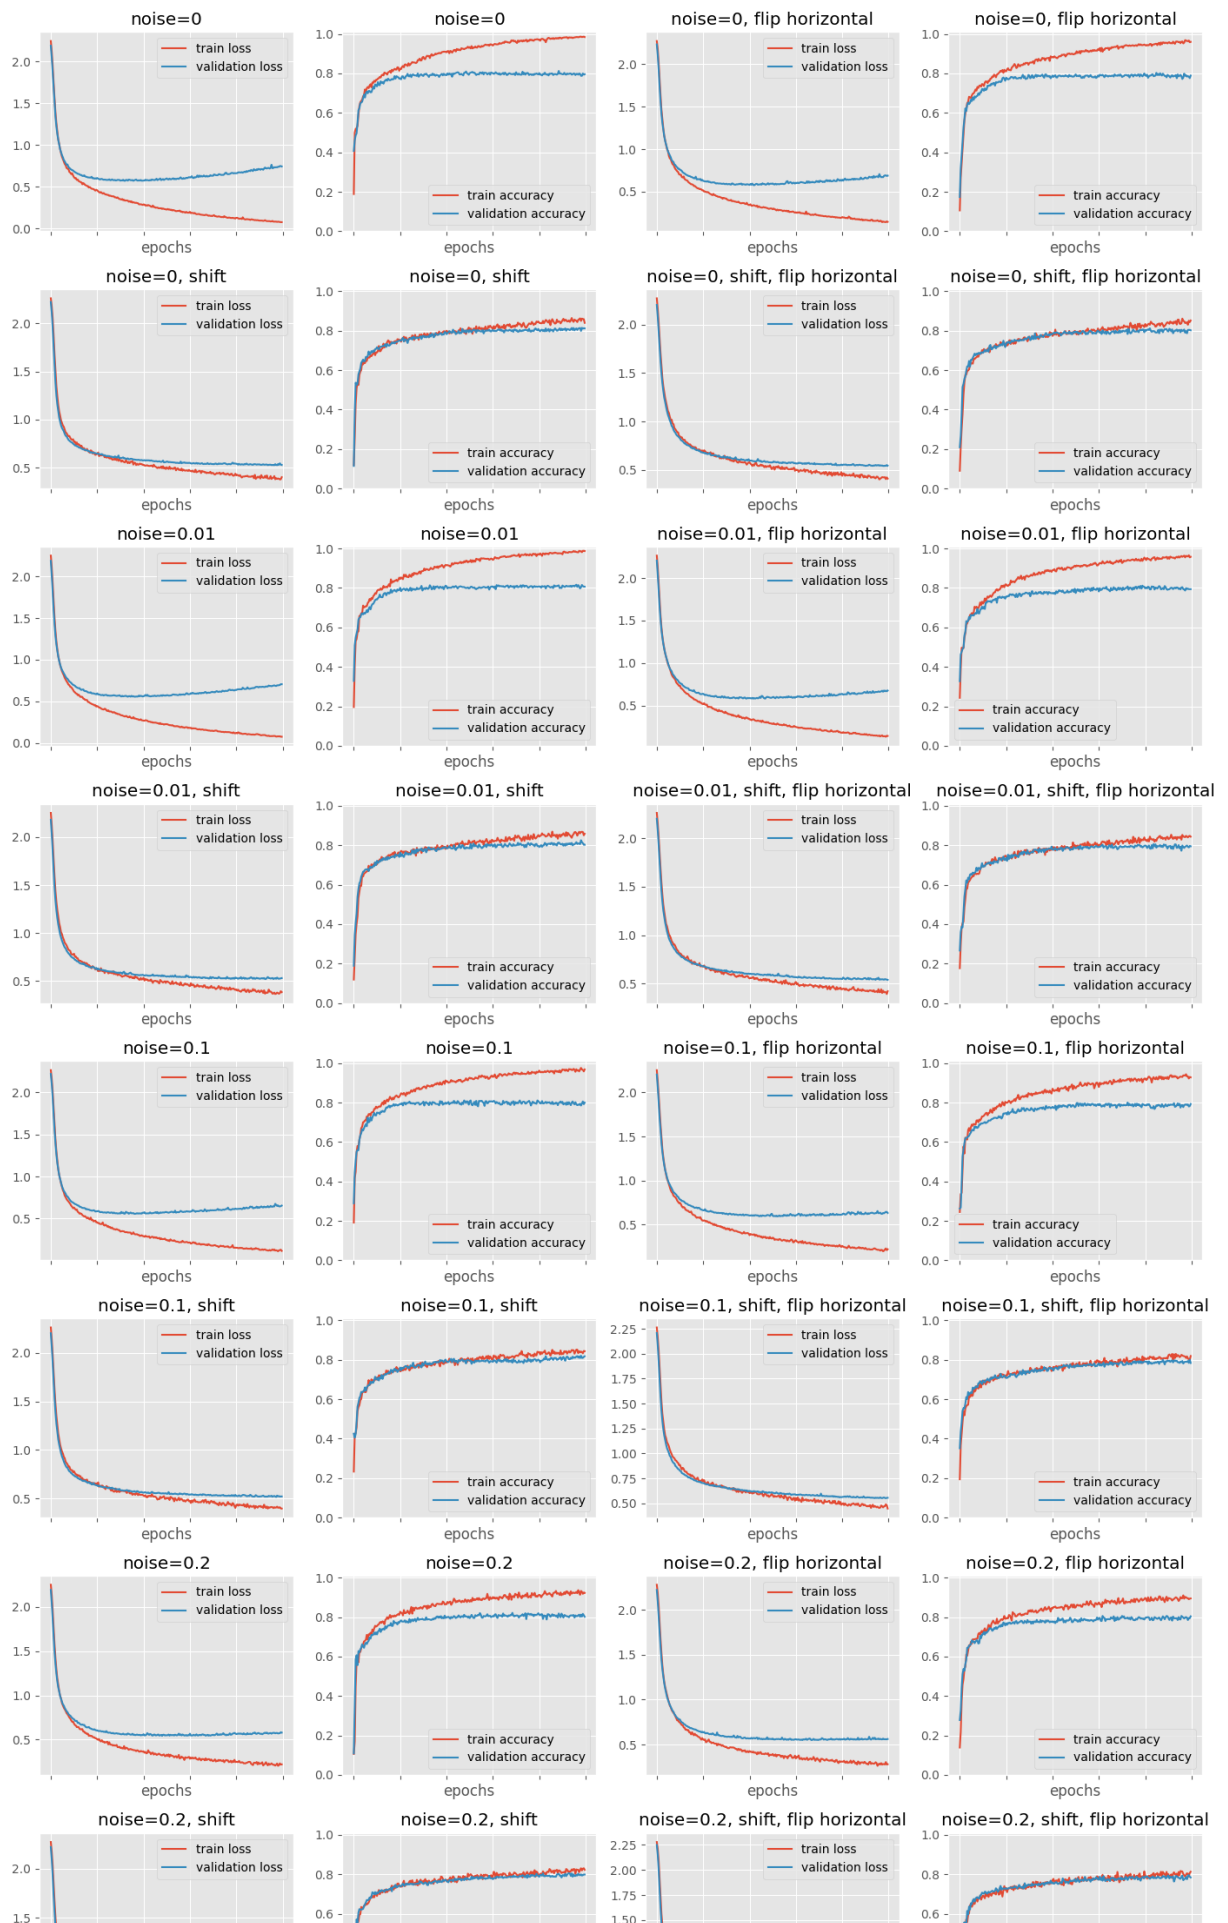 noise=0
noise=0
noise=0, flip horizontal
noise=0, flip horizontal
2.0
1.5
1.0
0.5
0.0
train loss
validation loss
epochs
1.0
0.8
0.6
0.4
0.2
0.0
train accuracy
validation accuracy
2.0
1.5
1.0
0.5
train loss
validation loss
epochs
1.0
0.8
0.6
0.4
0.2
0.0
train accuracy
validation accuracy
noise=0, shift
noise=0, shift
noise=0, shift, flip horizontal
noise=0, shift, flip horizontal
2.0
1.5
1.0
0.5
train loss
validation loss
epochs
1.0
0.8
0.6
0.4
0.2
0.0
train accuracy
validation accuracy
2.0
1.5
1.0
0.5
train loss
validation loss
epochs
1.0
0.8
0.6
0.4
0.2
0.0
train accuracy
validation accuracy
noise=0.01
noise=0.01
noise=0.01, flip horizontal
noise=0.01, flip horizontal
2.0
1.5
1.0
0.5
0.0
train loss
validation loss
epochs
1.0
0.8
0.6
0.4
0.2
0.0
train accuracy
validation accuracy
2.0
1.5
1.0
0.5
train loss
validation loss
epochs
1.0
0.8
0.6
0.4
0.2
0.0
train accuracy
validation accuracy
noise=0.01, shift
noise=0.01, shift
noise=0.01, shift, flip horizontal
noise=0.01, shift, flip horizontal
2.0
1.5
1.0
0.5
train loss
validation loss
epochs
1.0
0.8
0.6
0.4
0.2
0.0
train accuracy
validation accuracy
2.0
1.5
1.0
0.5
train loss
validation loss
epochs
1.0
0.8
0.6
0.4
0.2
0.0
train accuracy
validation accuracy
noise=0.1
noise=0.1
noise=0.1, flip horizontal
noise=0.1, flip horizontal
2.0
1.5
1.0
0.5
train loss
validation loss
epochs
1.0
0.8
0.6
0.4
0.2
0.0
train accuracy
validation accuracy
2.0
1.5
1.0
0.5
train loss
validation loss
epochs
1.0
0.8
0.6
0.4
0.2
0.0
train accuracy
validation accuracy
noise=0.1, shift
noise=0.1, shift
noise=0.1, shift, flip horizontal
noise=0.1, shift, flip horizontal
2.0
1.5
1.0
0.5
train loss
validation loss
epochs
1.0
0.8
0.6
0.4
0.2
0.0
train accuracy
validation accuracy
2.25
2.00
1.75
1.50
1.25
1.00
0.75
0.50
train loss
validation loss
epochs
1.0
0.8
0.6
0.4
0.2
0.0
train accuracy
validation accuracy
noise=0.2
noise=0.2
noise=0.2, flip horizontal
noise=0.2, flip horizontal
2.0
1.5
1.0
0.5
train loss
validation loss
epochs
1.0
0.8
0.6
0.4
0.2
0.0
train accuracy
validation accuracy
2.0
1.5
1.0
0.5
train loss
validation loss
epochs
1.0
0.8
0.6
0.4
0.2
0.0
train accuracy
validation accuracy
noise=0.2, shift
noise=0.2, shift
noise=0.2, shift, flip horizontal
noise=0.2, shift, flip horizontal
2.0
1.5
train loss
validation loss
1.0
0.8
0.6
2.25
2.00
1.75
1.50
train loss
validation loss
1.0
0.8
0.6